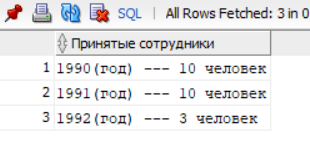 SQL | All Rows Fetched: 3 in 0
Принятые сотрудники
1 1990(год) --- 10 человек
2 1991(год) --- 10 человек
3 1992(год) --- 3 человек